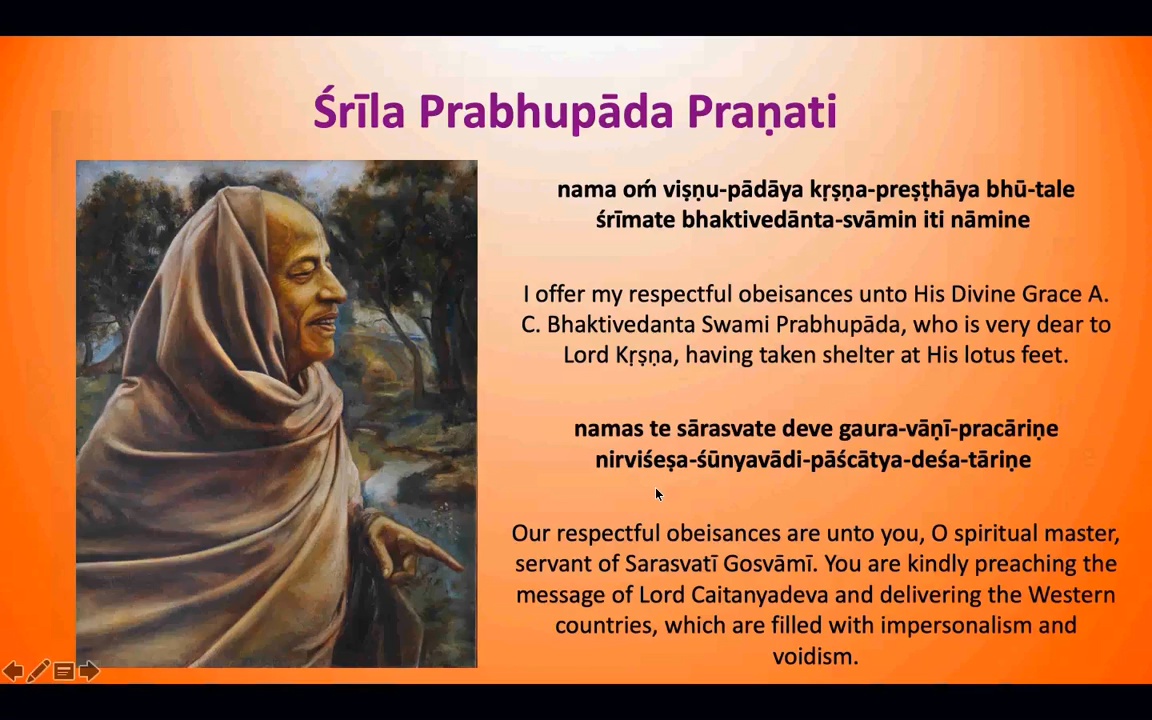 Śrīla Prabhupāda Praṇati
nama oṁ viṣṇu-pādāya kṛṣṇa-preṣṭhāya bhū-tale
śrīmate bhaktivedānta-svāmin iti nāmine
I offer my respectful obeisances unto His Divine Grace A.
C. Bhaktivedanta Swami Prabhupāda, who is very dear to
Lord Kṛṣṇa, having taken shelter at His lotus feet.
namas te sārasvate deve gaura-vāṇī-pracāriṇe
nirviśeṣa-śūnyavādi-pāścātya-deśa-tāriṇe
Our respectful obeisances are unto you, O spiritual master,
servant of Sarasvatī Gosvāmī. You are kindly preaching the
message of Lord Caitanyadeva and delivering the Western
countries, which are filled with impersonalism and
voidism.